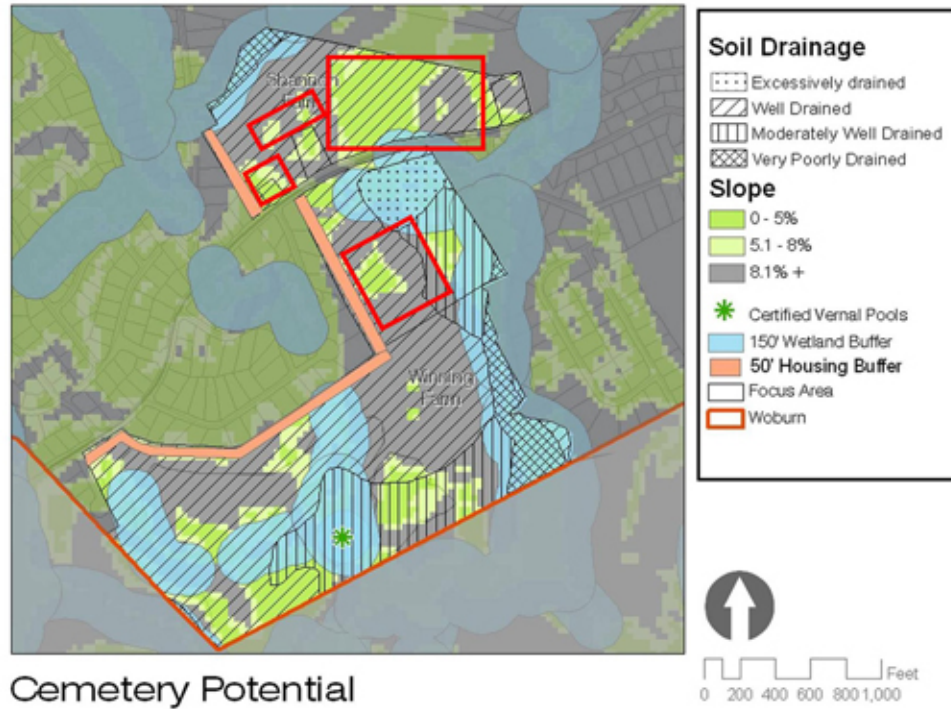 Shannon
Farm
Winning
Farm
Cemetery Potential
Soil Drainage
Excessively drained
Well Drained
Moderately Well Drained
Very Poorly Drained
Slope
0 - 5%
5.1 - 8%
8.1% +
Certified Vernal Pools
150' Wetland Buffer
50' Housing Buffer
Focus Area
Woburn
Feet
0 200 400 600 800 1,000